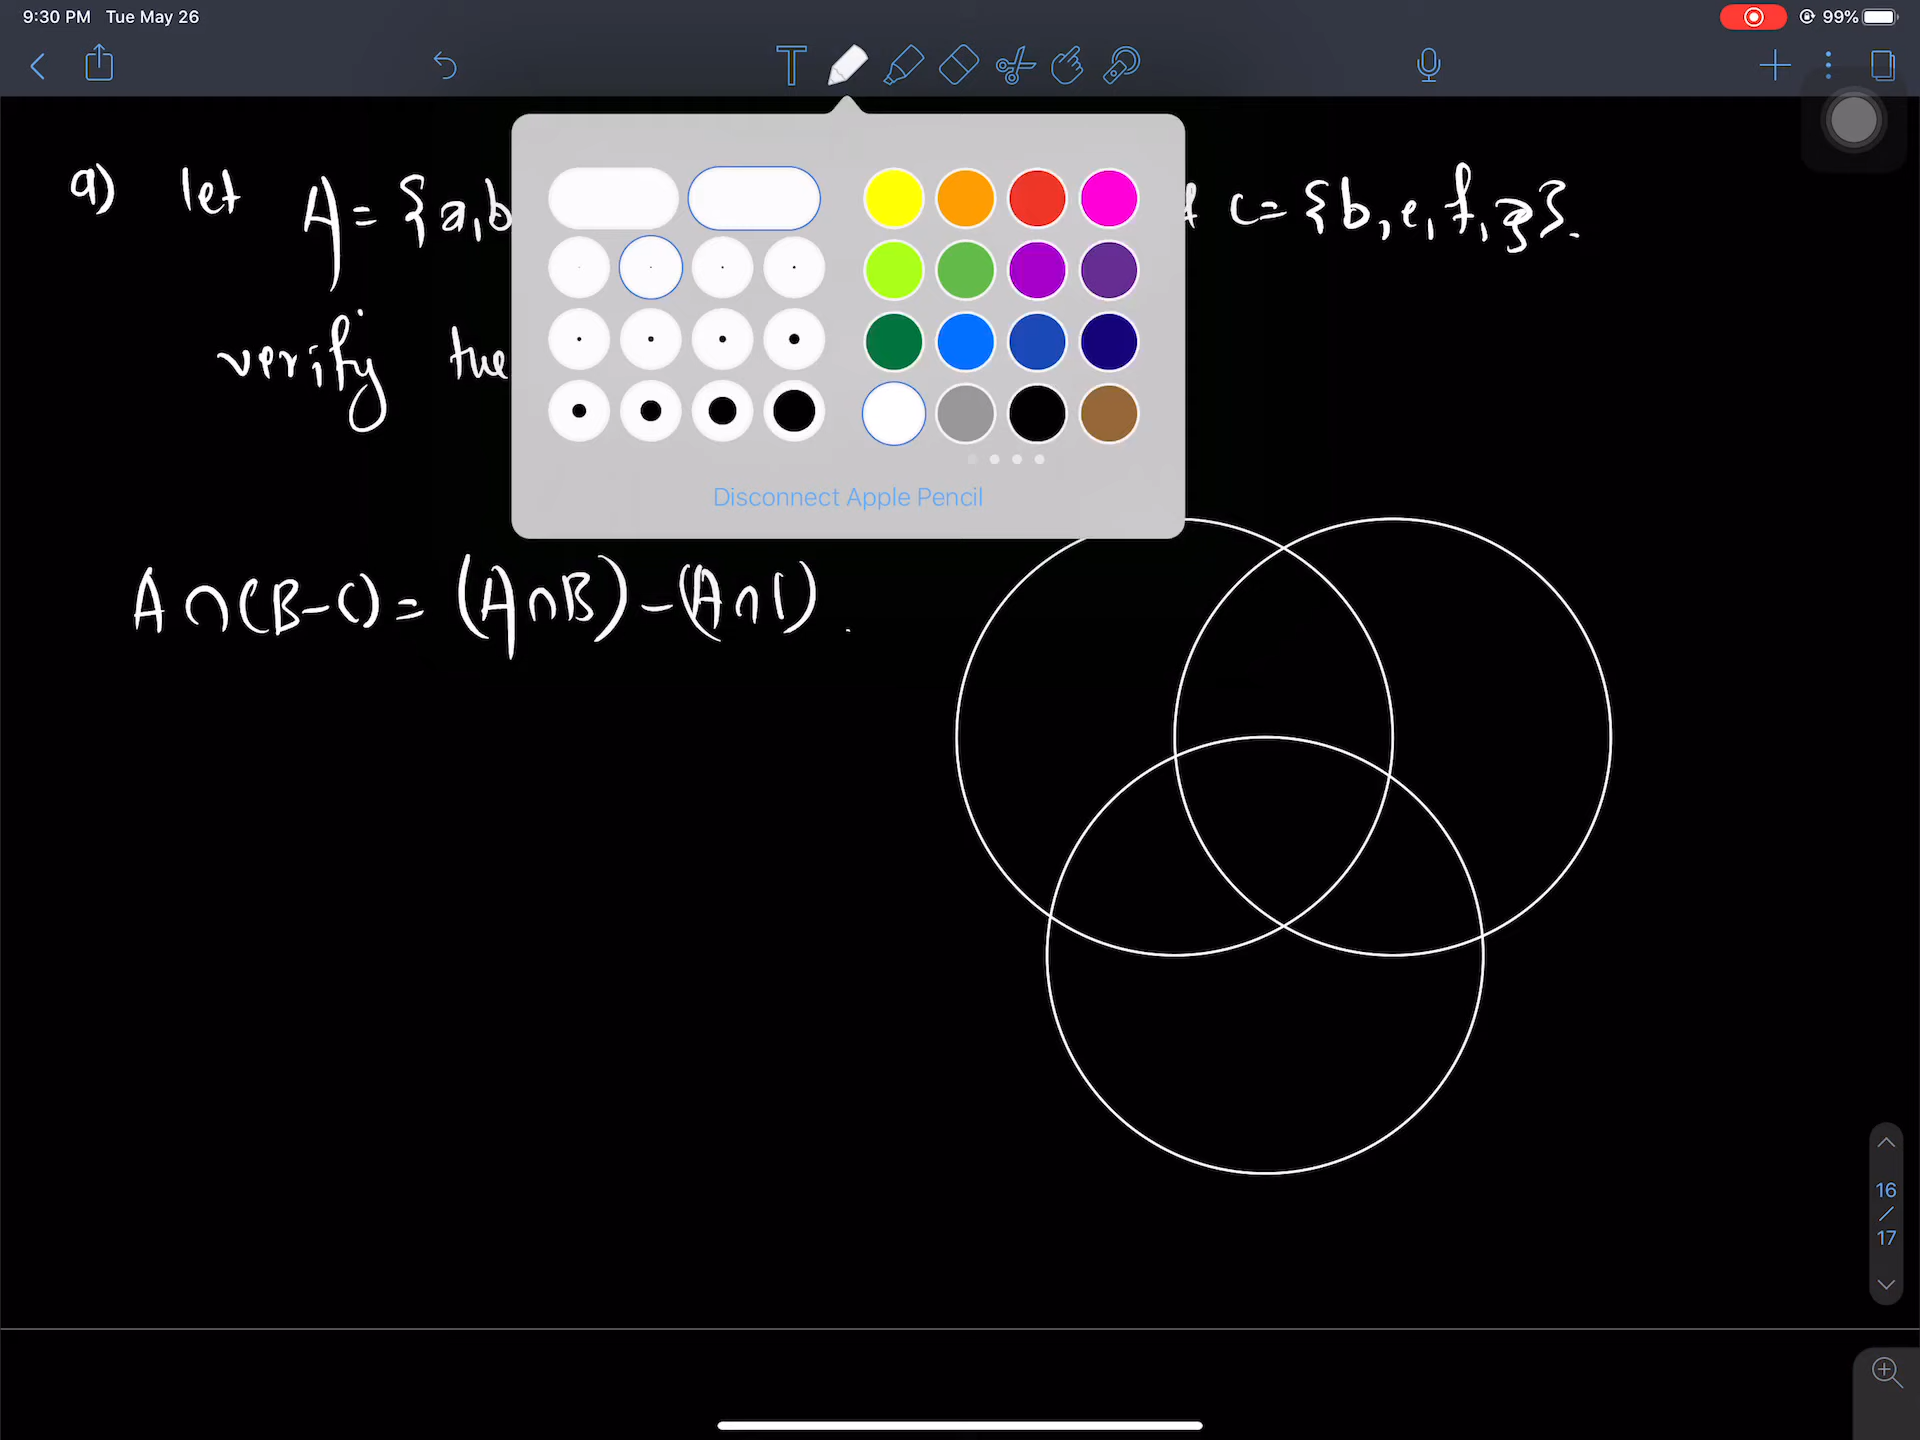 9:30 PM Tue May 26
99%
a) let A = {a, b
c = {b, e, f, g}.
verify the
Disconnect Apple Pencil
A ∩ (B - C) = (A ∩ B) - (A ∩ C).
16
/
17